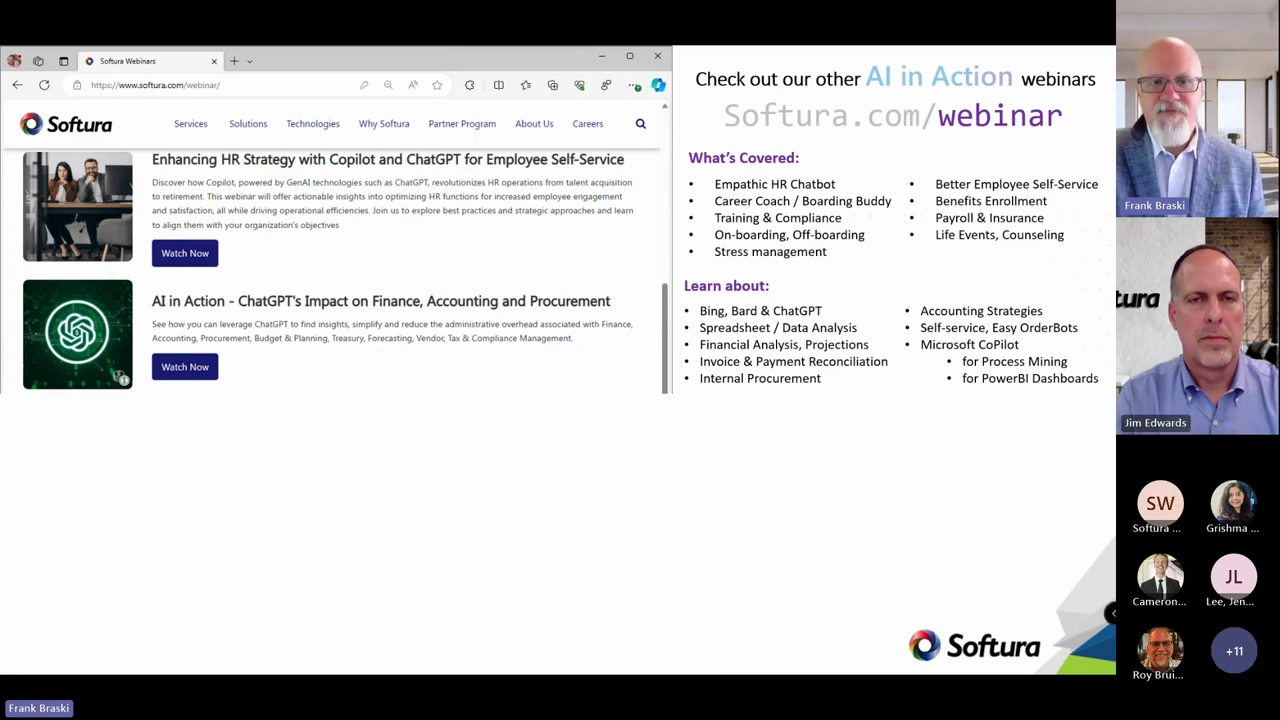 Softura Webinars
https://www.softura.com/webinar/
Softura
Services
Solutions
Technologies
Why Softura
Partner Program
About Us
Careers
Enhancing HR Strategy with Copilot and ChatGPT for Employee Self-Service
Discover how Copilot, powered by GenAI technologies such as ChatGPT, revolutionizes HR operations from talent acquisition
to retirement. This webinar will offer actionable insights into optimizing HR functions for increased employee engagement
and satisfaction, all while driving operational efficiencies. Join us to explore best practices and strategic approaches and learn
to align them with your organization's objectives
Watch Now
AI in Action - ChatGPT's Impact on Finance, Accounting and Procurement
See how you can leverage ChatGPT to find insights, simplify and reduce the administrative overhead associated with Finance,
Accounting, Procurement, Budget & Planning, Treasury, Forecasting, Vendor, Tax & Compliance Management.
Watch Now
Check out our other AI in Action webinars
Softura.com/webinar
What's Covered:
• Empathic HR Chatbot
• Career Coach / Boarding Buddy
• Training & Compliance
• On-boarding, Off-boarding
• Stress management
• Better Employee Self-Service
• Benefits Enrollment
• Payroll & Insurance
• Life Events, Counseling
Learn about:
• Bing, Bard & ChatGPT
• Spreadsheet / Data Analysis
• Financial Analysis, Projections
• Invoice & Payment Reconciliation
• Internal Procurement
• Accounting Strategies
• Self-service, Easy OrderBots
• Microsoft CoPilot
• for Process Mining
• for PowerBI Dashboards
Softura
Frank Braski
tura
Jim Edwards
SW
Softura ...
Grishma ...
Cameron...
JL
Lee, Jen...
Roy Brui...
+11
Frank Braski